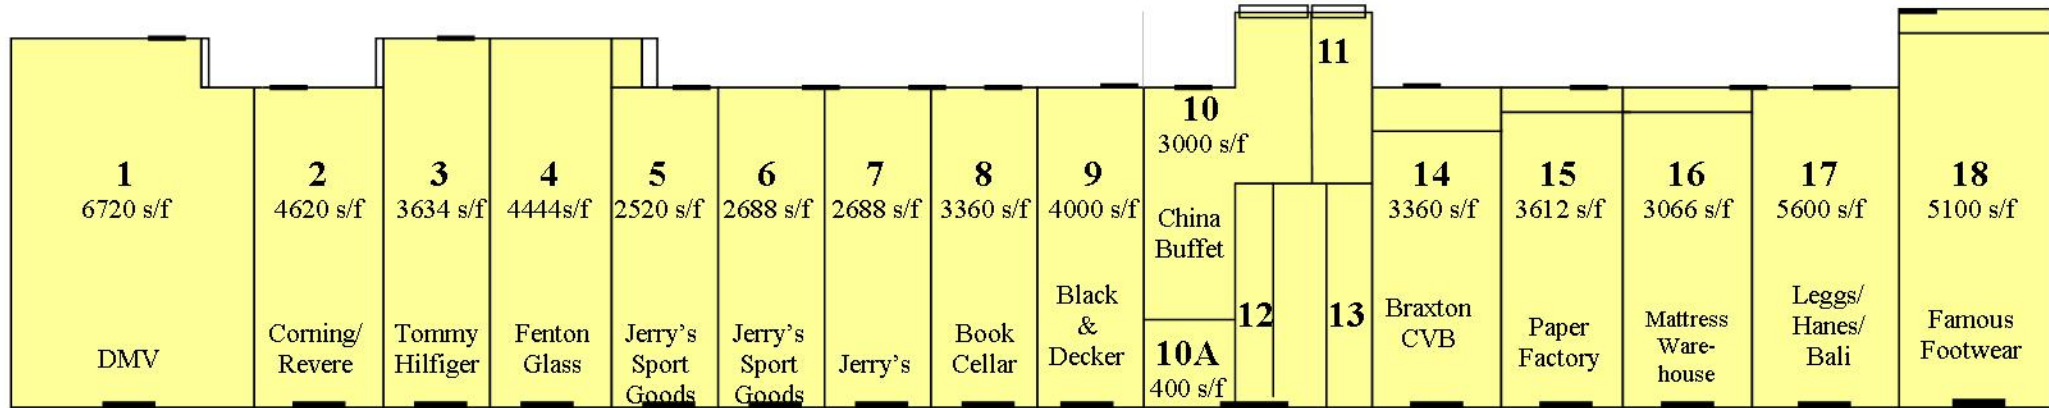 1
6720 s/f
DMV
2
4620 s/f
Corning/
Revere
3
3634 s/f
Tommy
Hilfiger
4
4444s/f
Fenton
Glass
5
2520 s/f
Jerry's
Sport
Goods
6
2688 s/f
Jerry's
Sport
Goods
7
2688 s/f
Jerry's
8
3360 s/f
Book
Cellar
9
4000 s/f
Black
&
Decker
10
3000 s/f
China
Buffet
10A
400 s/f
11
12
13
14
3360 s/f
Braxton
CVB
15
3612 s/f
Paper
Factory
16
3066 s/f
Mattress
Ware-
house
17
5600 s/f
Leggs/
Hanes/
Bali
18
5100 s/f
Famous
Footwear